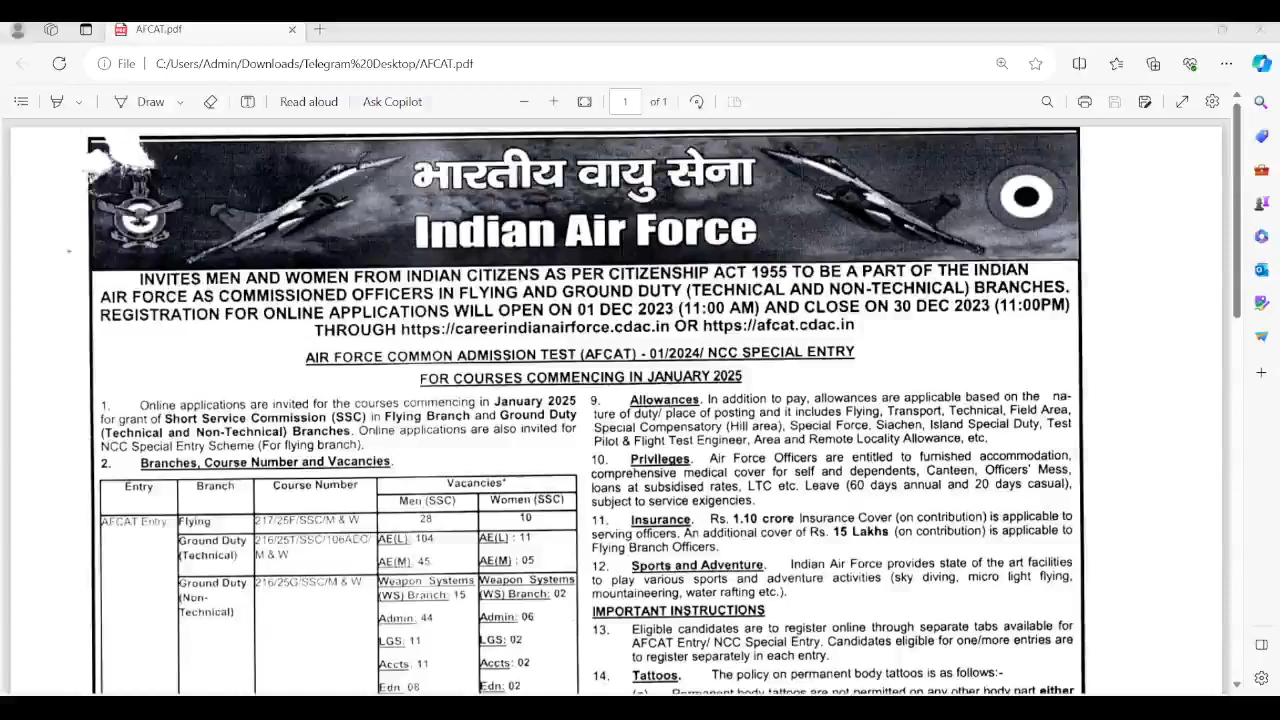 AFCAT.pdf
File C:/Users/Admin/Downloads/Telegram%20Desktop/AFCAT.pdf
Draw Read aloud Ask Copilot 1 of 1
भारतीय वायु सेना
Indian Air Force
INVITES MEN AND WOMEN FROM INDIAN CITIZENS AS PER CITIZENSHIP ACT 1955 TO BE A PART OF THE INDIAN
AIR FORCE AS COMMISSIONED OFFICERS IN FLYING AND GROUND DUTY (TECHNICAL AND NON-TECHNICAL) BRANCHES.
REGISTRATION FOR ONLINE APPLICATIONS WILL OPEN ON 01 DEC 2023 (11:00 AM) AND CLOSE ON 30 DEC 2023 (11:00PM)
THROUGH https://careerindianairforce.cdac.in OR https://afcat.cdac.in
AIR FORCE COMMON ADMISSION TEST (AFCAT) - 01/2024/ NCC SPECIAL ENTRY
FOR COURSES COMMENCING IN JANUARY 2025
1. Online applications are invited for the courses commencing in January 2025
for grant of Short Service Commission (SSC) in Flying Branch and Ground Duty
(Technical and Non-Technical) Branches. Online applications are also invited for
NCC Special Entry Scheme (For flying branch).
2. Branches, Course Number and Vacancies.
Entry Branch Course Number Vacancies*
Men (SSC) Women (SSC)
AFCAT Entry Flying 217/25F/SSC/M & W 28 10
Ground Duty 216/25T/SSC/106AEC/ AE(L): 104 AE(L) : 11
(Technical) M & W
AE(M): 45 AE(M) : 05
Ground Duty 216/25G/SSC/M & W Weapon Systems Weapon Systems
(Non- (WS) Branch: 15 (WS) Branch: 02
Technical)
Admin: 44 Admin: 06
LGS: 11 LGS: 02
Accts: 11 Accts: 02
Edn: 08 Edn: 02
9. Allowances. In addition to pay, allowances are applicable based on the na-
ture of duty/ place of posting and it includes Flying, Transport, Technical, Field Area,
Special Compensatory (Hill area), Special Force, Siachen, Island Special Duty, Test
Pilot & Flight Test Engineer, Area and Remote Locality Allowance, etc.
10. Privileges. Air Force Officers are entitled to furnished accommodation,
comprehensive medical cover for self and dependents, Canteen, Officers' Mess,
loans at subsidised rates, LTC etc. Leave (60 days annual and 20 days casual),
subject to service exigencies.
11. Insurance. Rs. 1.10 crore Insurance Cover (on contribution) is applicable to
serving officers. An additional cover of Rs. 15 Lakhs (on contribution) is applicable to
Flying Branch Officers.
12. Sports and Adventure. Indian Air Force provides state of the art facilities
to play various sports and adventure activities (sky diving, micro light flying,
mountaineering, water rafting etc.).
IMPORTANT INSTRUCTIONS
13. Eligible candidates are to register online through separate tabs available for
AFCAT Entry/ NCC Special Entry. Candidates eligible for one/more entries are
to register separately in each entry.
14. Tattoos. The policy on permanent body tattoos is as follows:-
(a) Permanent body tattoos are not permitted on any other body part either